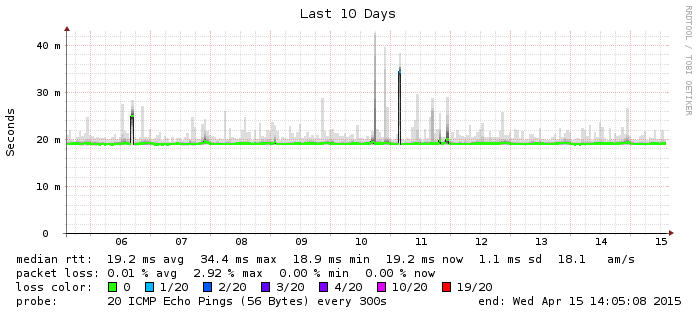 Last 10 Days
RRDTOOL / TOBI OETIKER
Seconds
40 m
30 m
20 m
10 m
0
06 07 08 09 10 11 12 13 14 15
median rtt: 19.2 ms avg 34.4 ms max 18.9 ms min 19.2 ms now 1.1 ms sd 18.1 am/s
packet loss: 0.01 % avg 2.92 % max 0.00 % min 0.00 % now
loss color: 0 1/20 2/20 3/20 4/20 10/20 19/20
probe: 20 ICMP Echo Pings (56 Bytes) every 300s end: Wed Apr 15 14:05:08 2015